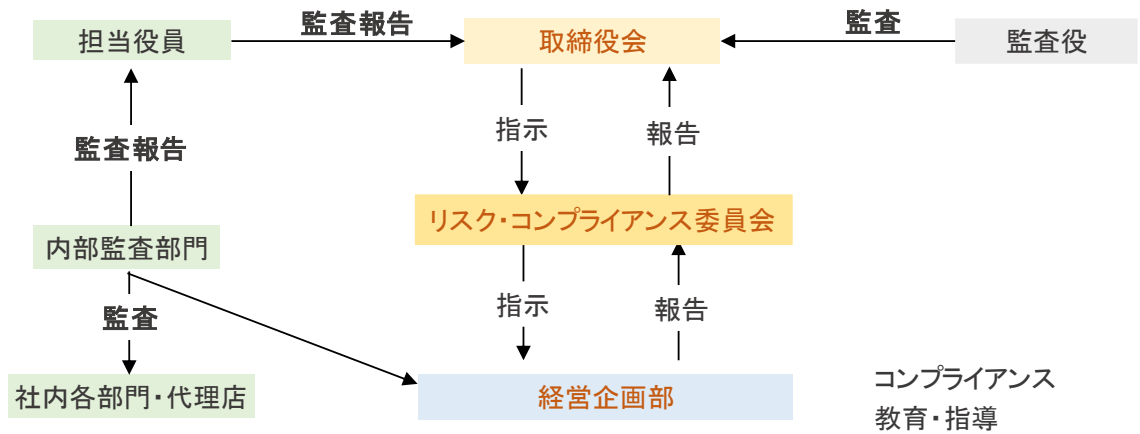 監査報告
監査
担当役員
取締役会
監査役
指示
報告
監査報告
リスク・コンプライアンス委員会
内部監査部門
指示
報告
監査
社内各部門・代理店
経営企画部
コンプライアンス
教育・指導